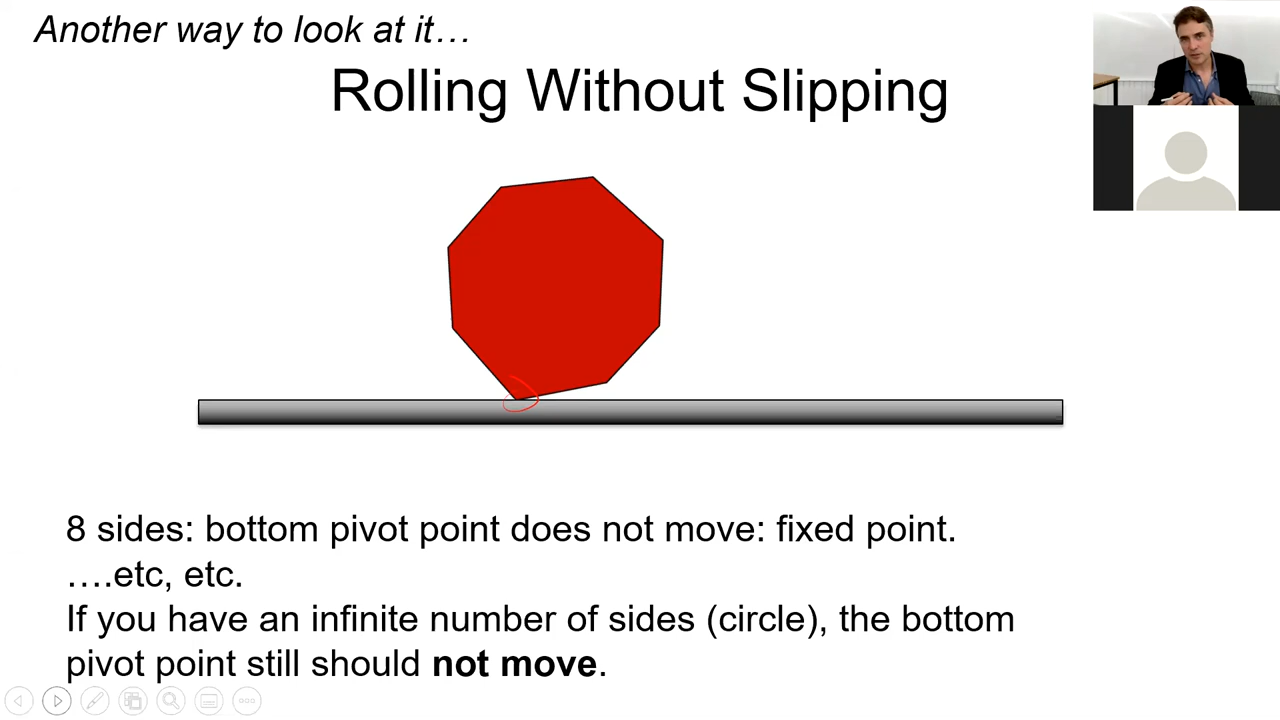 Another way to look at it…
Rolling Without Slipping
8 sides: bottom pivot point does not move: fixed point.
….etc, etc.
If you have an infinite number of sides (circle), the bottom
pivot point still should not move.